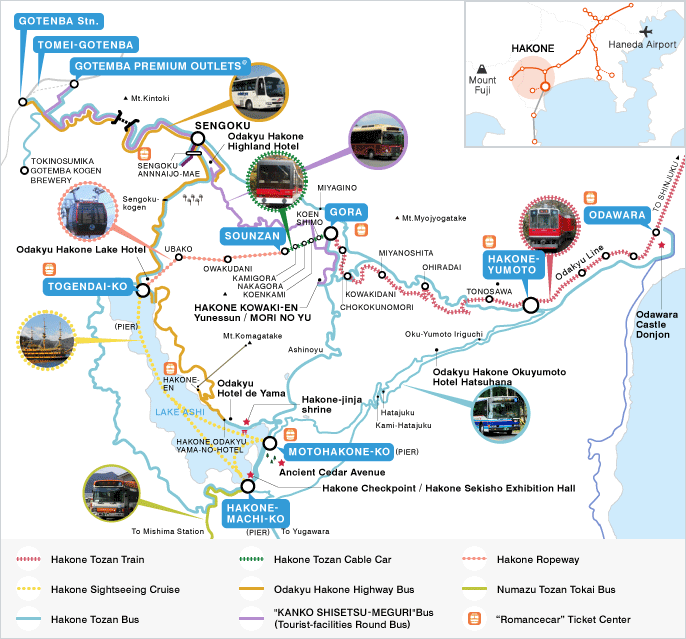 GOTENBA Stn.
TOMEI-GOTENBA
GOTEMBA PREMIUM OUTLETS
HAKONE
Haneda Airport
Mount
Fuji
Mt.Kintoki
SENGOKU
Odakyu Hakone
Highland Hotel
SENGOKU
ANNNAIJO-MAE
TOKINOSUMIKA
GOTEMBA KOGEN
BREWERY
Sengoku-
kogen
MIYAGINO
KOEN
SHIMO
GORA
Mt.Myojyogatake
TO SHINJUKU
ODAWARA
SOUNZAN
UBAKO
Odakyu Hakone Lake Hotel
OWAKUDANI
KAMIGORA
NAKAGORA
KOENKAMI
MIYANOSHITA
OHIRADAI
HAKONE-
YUMOTO
Odakyu Line
TOGENDAI-KO
(PIER)
HAKONE KOWAKI-EN
Yunessun / MORI NO YU
KOWAKIDANI
CHOKOKUNOMORI
TONOSAWA
Odawara
Castle
Donjon
Mt.Komagatake
Ashinoyu
Oku-Yumoto Iriguchi
HAKONE-
EN
Odakyu
Hotel de Yama
Odakyu Hakone Okuyumoto
Hotel Hatsuhana
Hakone-jinja
shrine
LAKE ASHI
Hatajuku
Kami-Hatajuku
HAKONE,ODAKYU
YAMA-NO-HOTEL
MOTOHAKONE-KO
(PIER)
Ancient Cedar Avenue
Hakone Checkpoint / Hakone Sekisho Exhibition Hall
HAKONE-
MACHI-KO
(PIER)
To Mishima Station
To Yugawara
Hakone Tozan Train
Hakone Tozan Cable Car
Hakone Ropeway
Hakone Sightseeing Cruise
Odakyu Hakone Highway Bus
Numazu Tozan Tokai Bus
Hakone Tozan Bus
"KANKO SHISETSU-MEGURI"Bus
(Tourist-facilities Round Bus)
“Romancecar” Ticket Center